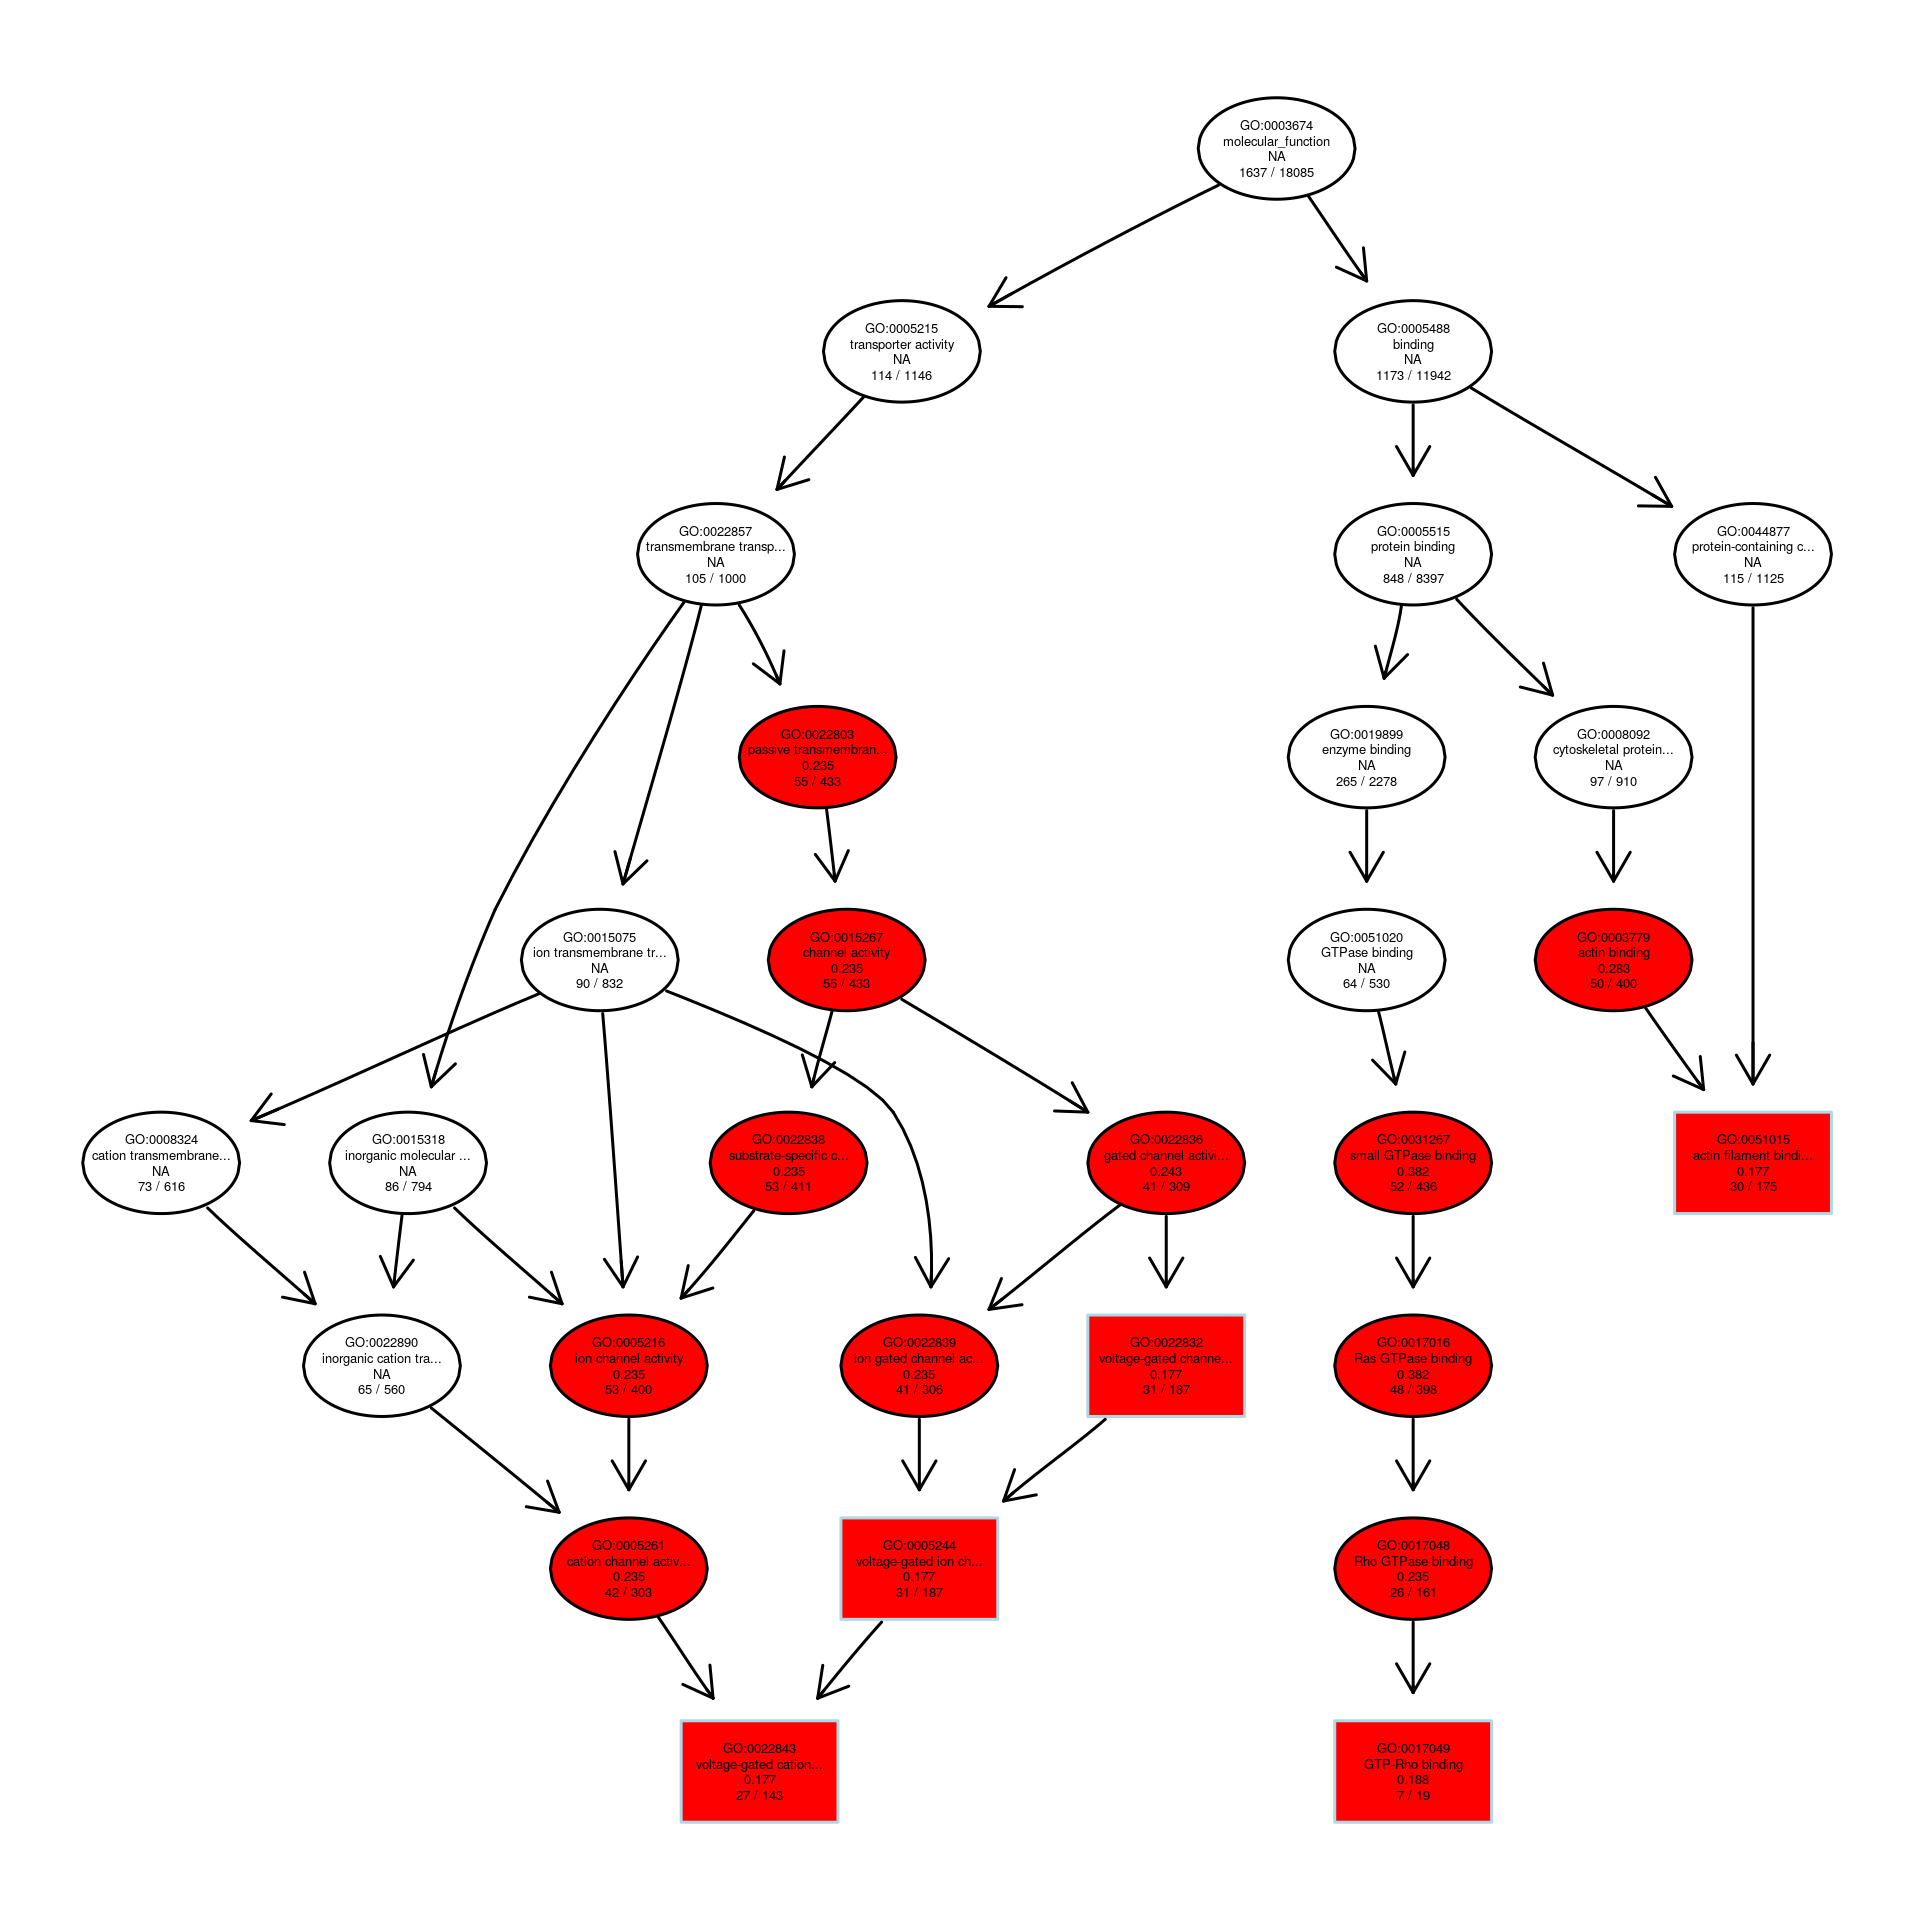 GO:0003674
molecular_function
NA
1637 / 18085
GO:0005215
transporter activity
NA
114 / 1146
GO:0005488
binding
NA
1173 / 11942
GO:0022857
transmembrane transp...
NA
105 / 1000
GO:0005515
protein binding
NA
848 / 8397
GO:0044877
protein-containing c...
NA
115 / 1125
GO:0022803
passive transmembran...
0.235
55 / 433
GO:0019899
enzyme binding
NA
265 / 2278
GO:0008092
cytoskeletal protein...
NA
97 / 910
GO:0015075
ion transmembrane tr...
NA
90 / 832
GO:0015267
channel activity
0.235
55 / 433
GO:0051020
GTPase binding
NA
64 / 530
GO:0003779
actin binding
0.283
50 / 400
GO:0008324
cation transmembrane...
NA
73 / 616
GO:0015318
inorganic molecular ...
NA
86 / 794
GO:0022838
substrate-specific c...
0.235
53 / 411
GO:0022836
gated channel activi...
0.243
41 / 309
GO:0031267
small GTPase binding
0.382
52 / 436
GO:0051015
actin filament bindi...
0.177
30 / 175
GO:0022890
inorganic cation tra...
NA
65 / 560
GO:0005216
ion channel activity
0.235
53 / 400
GO:0022839
ion gated channel ac...
0.235
41 / 306
GO:0022832
voltage-gated channe...
0.177
31 / 187
GO:0017016
Ras GTPase binding
0.382
48 / 398
GO:0005261
cation channel activ...
0.235
42 / 303
GO:0005244
voltage-gated ion ch...
0.177
31 / 187
GO:0017048
Rho GTPase binding
0.235
26 / 161
GO:0022843
voltage-gated cation...
0.177
27 / 143
GO:0017049
GTP-Rho binding
0.188
7 / 19